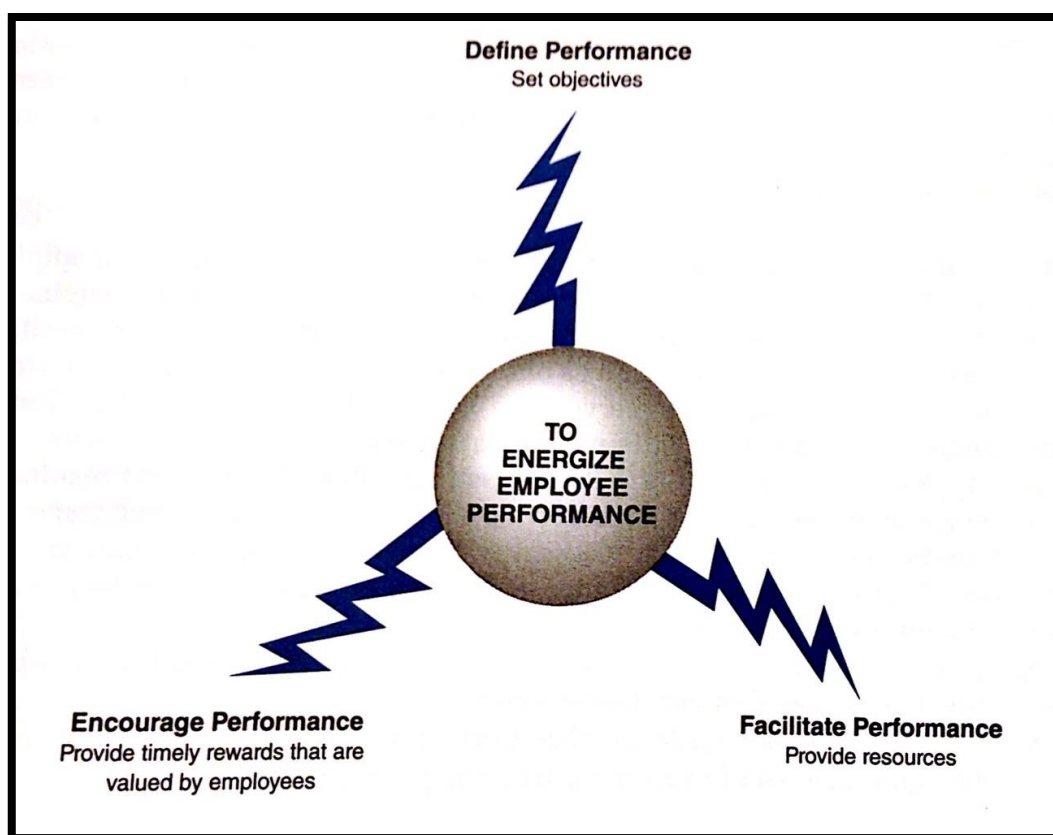 Define Performance
Set objectives
TO
ENERGIZE
EMPLOYEE
PERFORMANCE
Encourage Performance
Provide timely rewards that are
valued by employees
Facilitate Performance
Provide resources